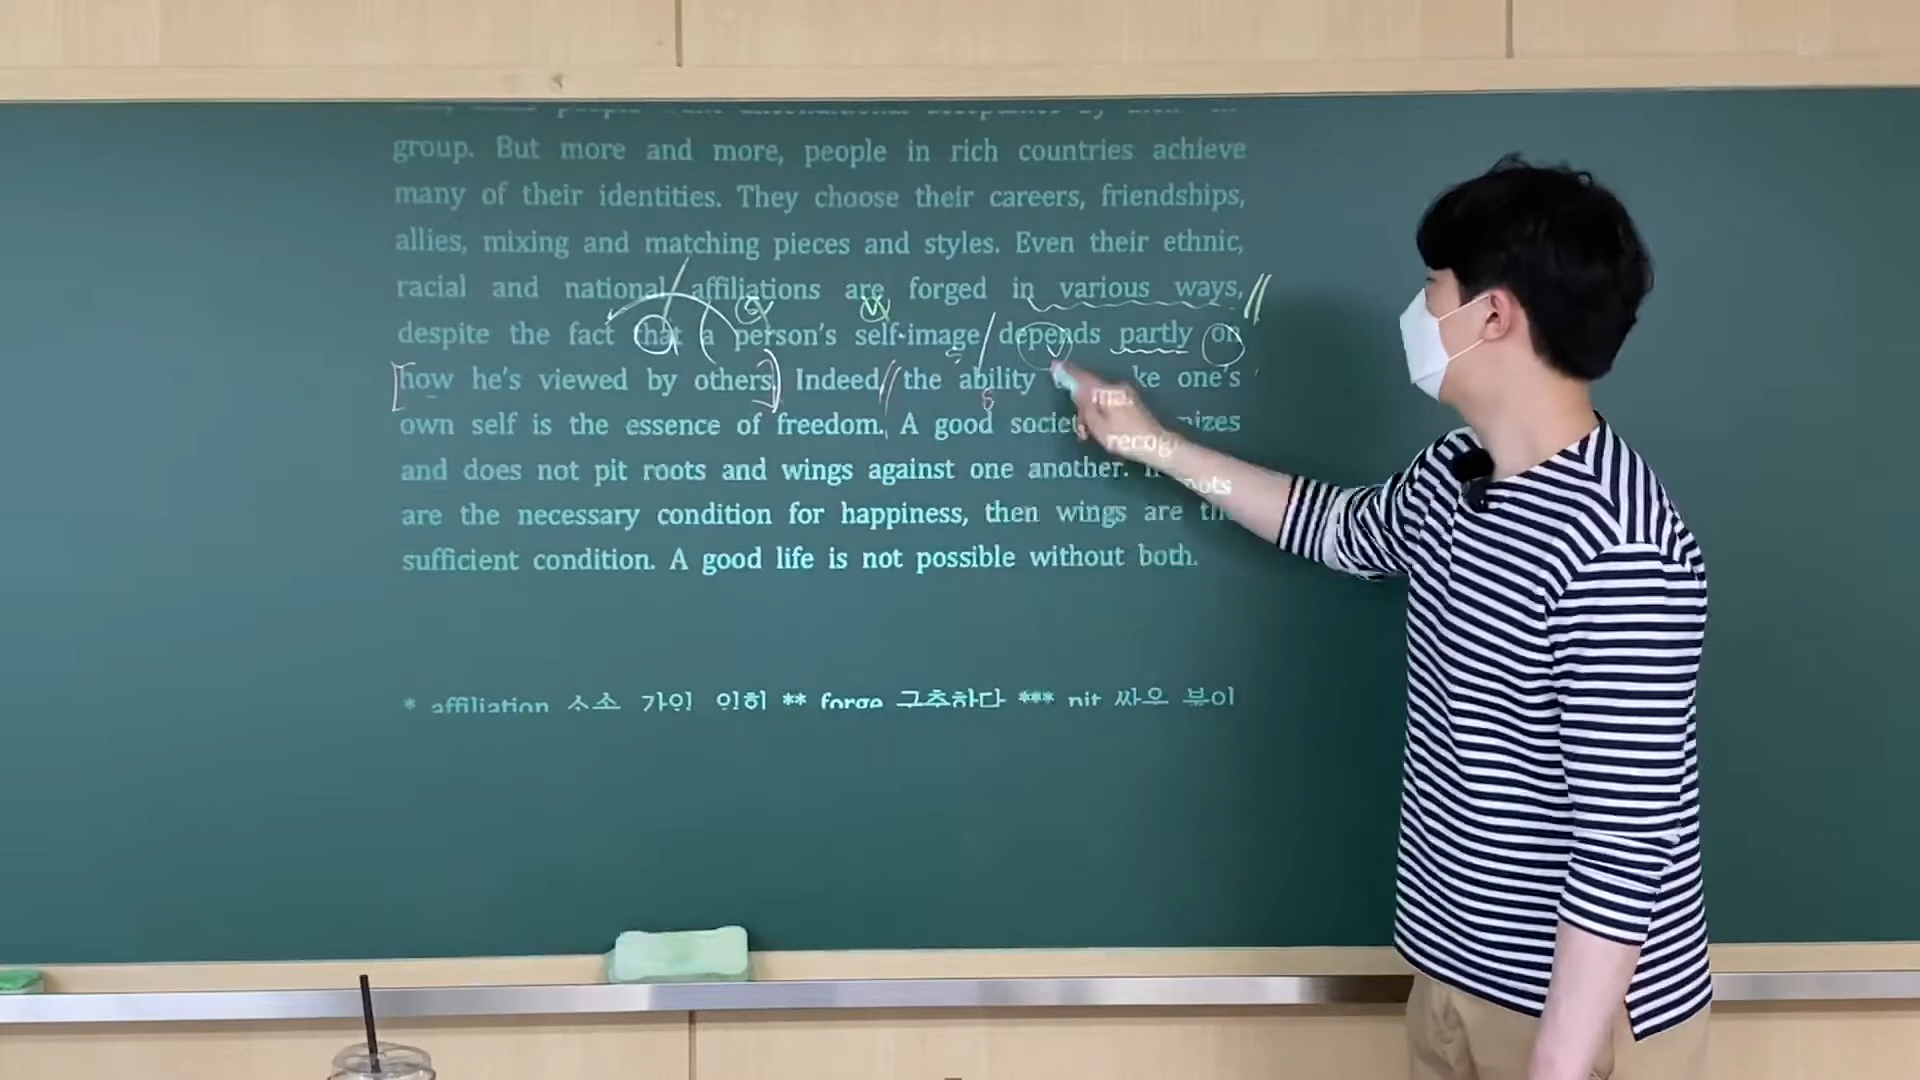 group. But more and more, people in rich countries achieve
many of their identities. They choose their careers, friendships,
allies, mixing and matching pieces and styles. Even their ethnic,
racial and national affiliations are forged in various ways,
despite the fact that a person's self-image depends partly on
how he's viewed by others. Indeed, the ability to make one's
own self is the essence of freedom. A good society recognizes
and does not pit roots and wings against one another. If roots
are the necessary condition for happiness, then wings are the
sufficient condition. A good life is not possible without both.
* affiliation 소속, 가입, 입회 ** forge 구축하다 *** pit 싸움 붙이